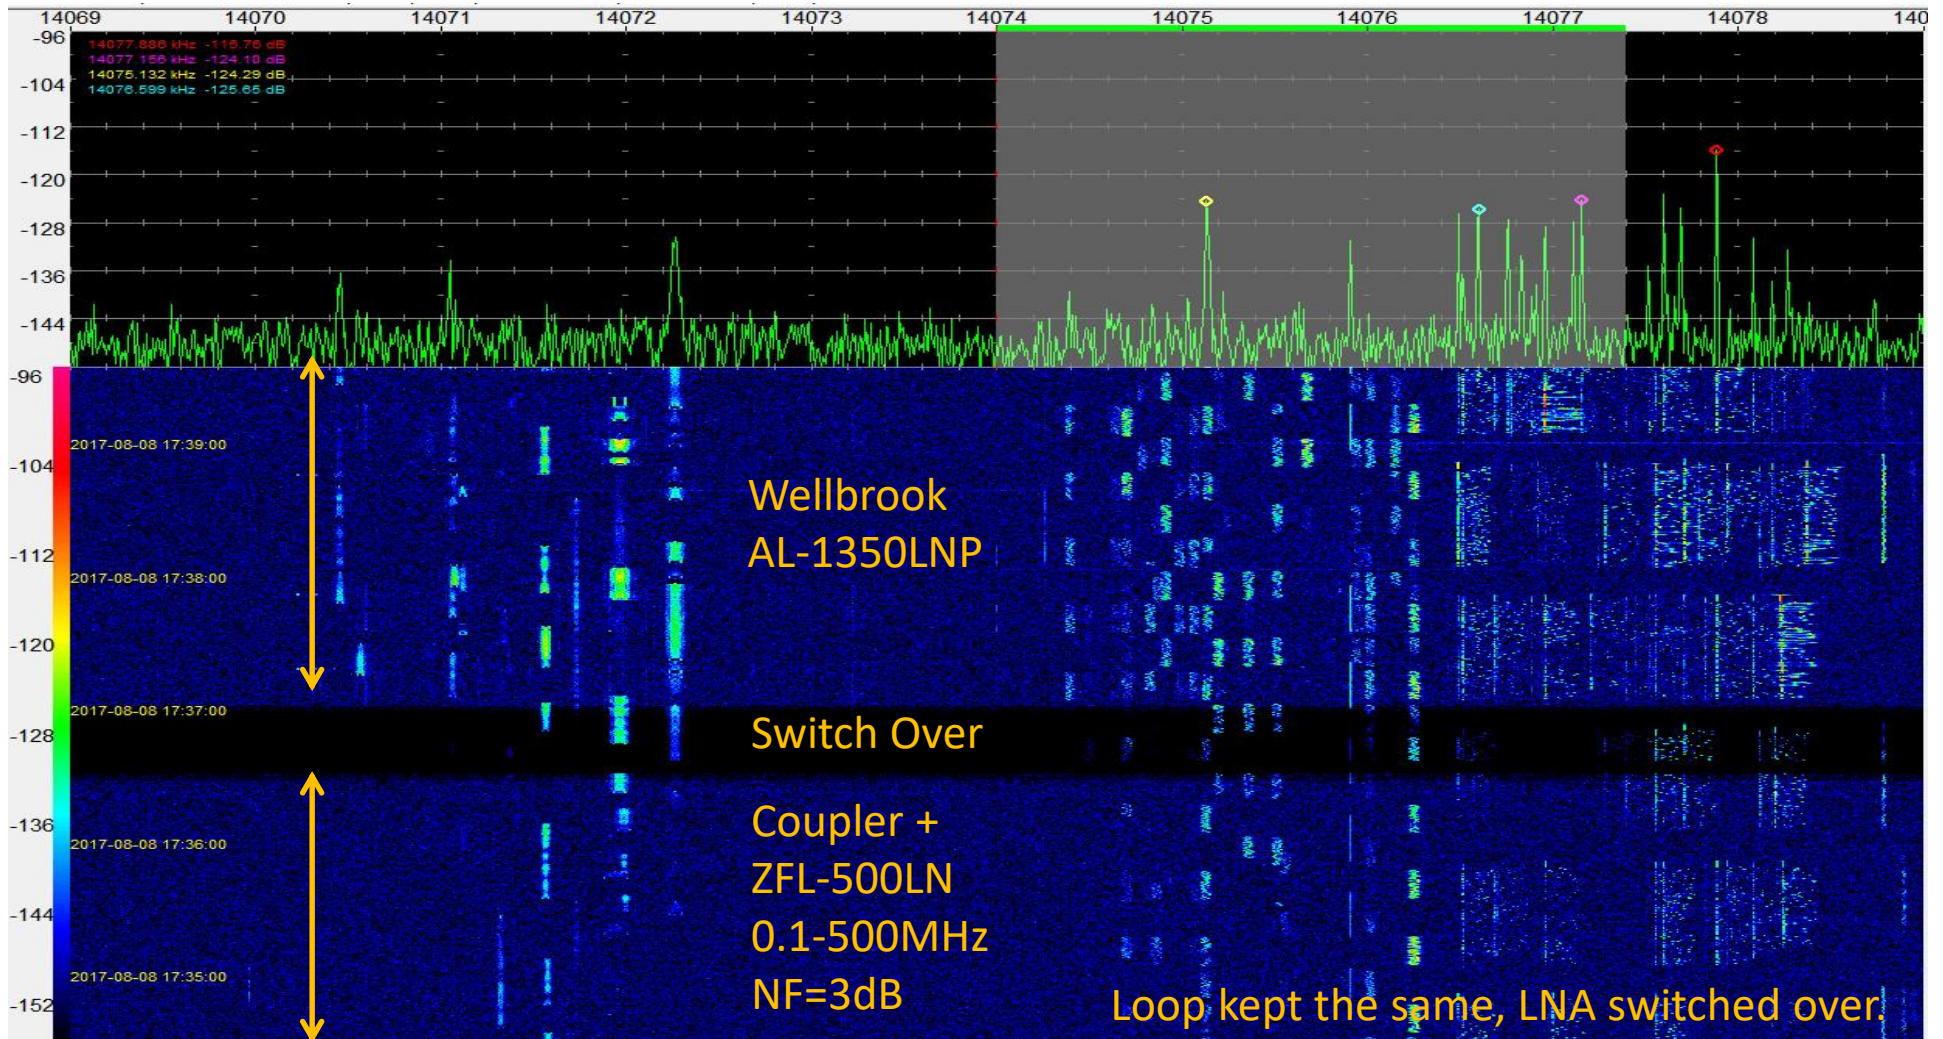 14069 14070 14071 14072 14073 14074 14075 14076 14077 14078 140
-96
14077.886 kHz -115.76 dB
14077.156 kHz -124.10 dB
14075.132 kHz -124.29 dB
14076.599 kHz -125.65 dB
-104
-112
-120
-128
-136
-144
-96
2017-08-08 17:39:00
-104
Wellbrook
AL-1350LNP
-112
2017-08-08 17:38:00
-120
2017-08-08 17:37:00
-128
Switch Over
Coupler +
-136
2017-08-08 17:36:00
ZFL-500LN
-144
0.1-500MHz
2017-08-08 17:35:00
NF=3dB
-152
Loop kept the same, LNA switched over.